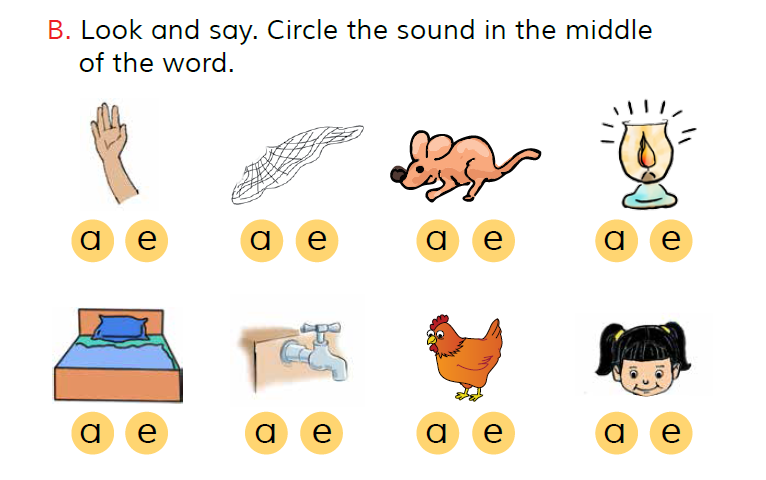 B. Look and say. Circle the sound in the middle
of the word.
a e a e a e a e
a e a e a e a e